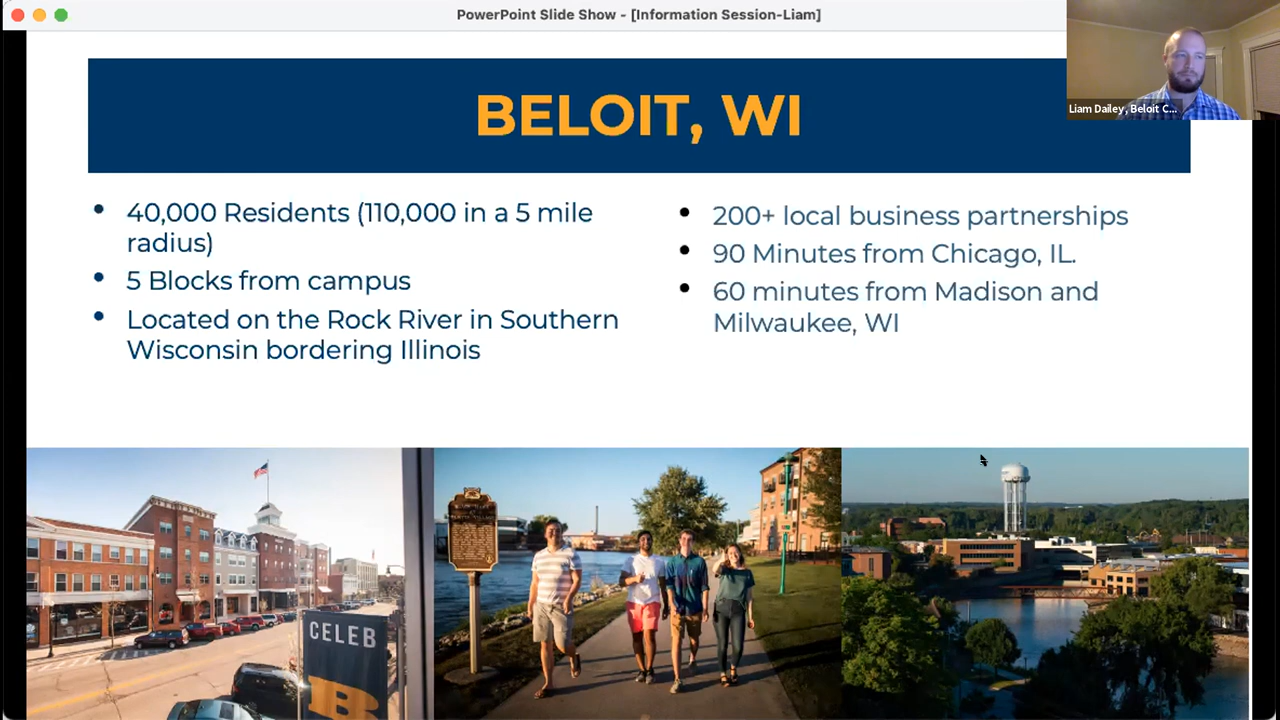 PowerPoint Slide Show - [Information Session-Liam]
Liam Dailey, Beloit C...
BELOIT, WI
• 40,000 Residents (110,000 in a 5 mile
radius)
• 5 Blocks from campus
• Located on the Rock River in Southern
Wisconsin bordering Illinois
• 200+ local business partnerships
• 90 Minutes from Chicago, IL.
• 60 minutes from Madison and
Milwaukee, WI
CELEB
B